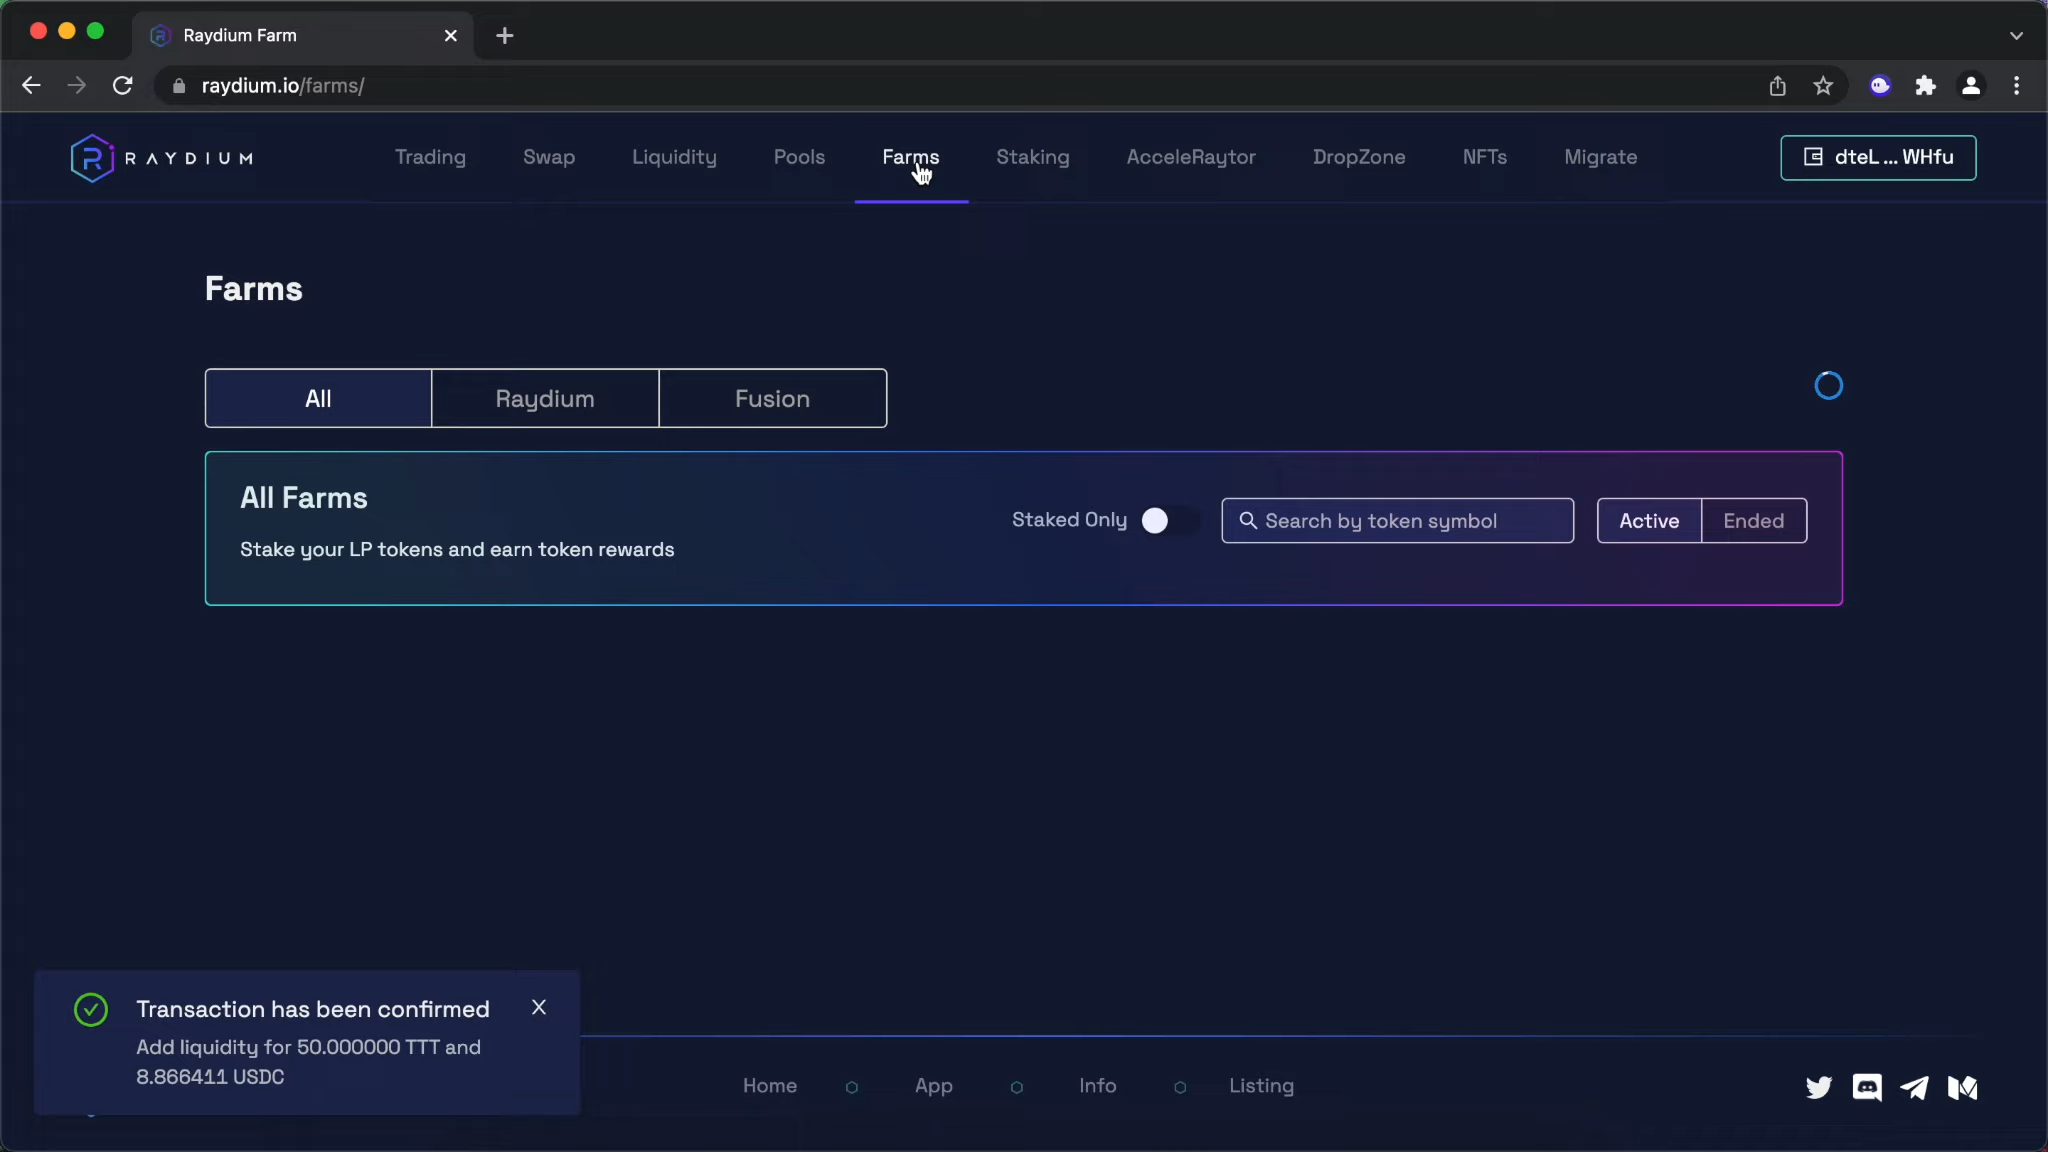 Raydium Farm
raydium.io/farms/
RAYDIUM
Trading
Swap
Liquidity
Pools
Farms
Staking
AcceleRaytor
DropZone
NFTs
Migrate
dteL ... WHfu
Farms
All
Raydium
Fusion
All Farms
Stake your LP tokens and earn token rewards
Staked Only
Search by token symbol
Active
Ended
Transaction has been confirmed
X
Add liquidity for 50.000000 TTT and
8.866411 USDC
Home
App
Info
Listing